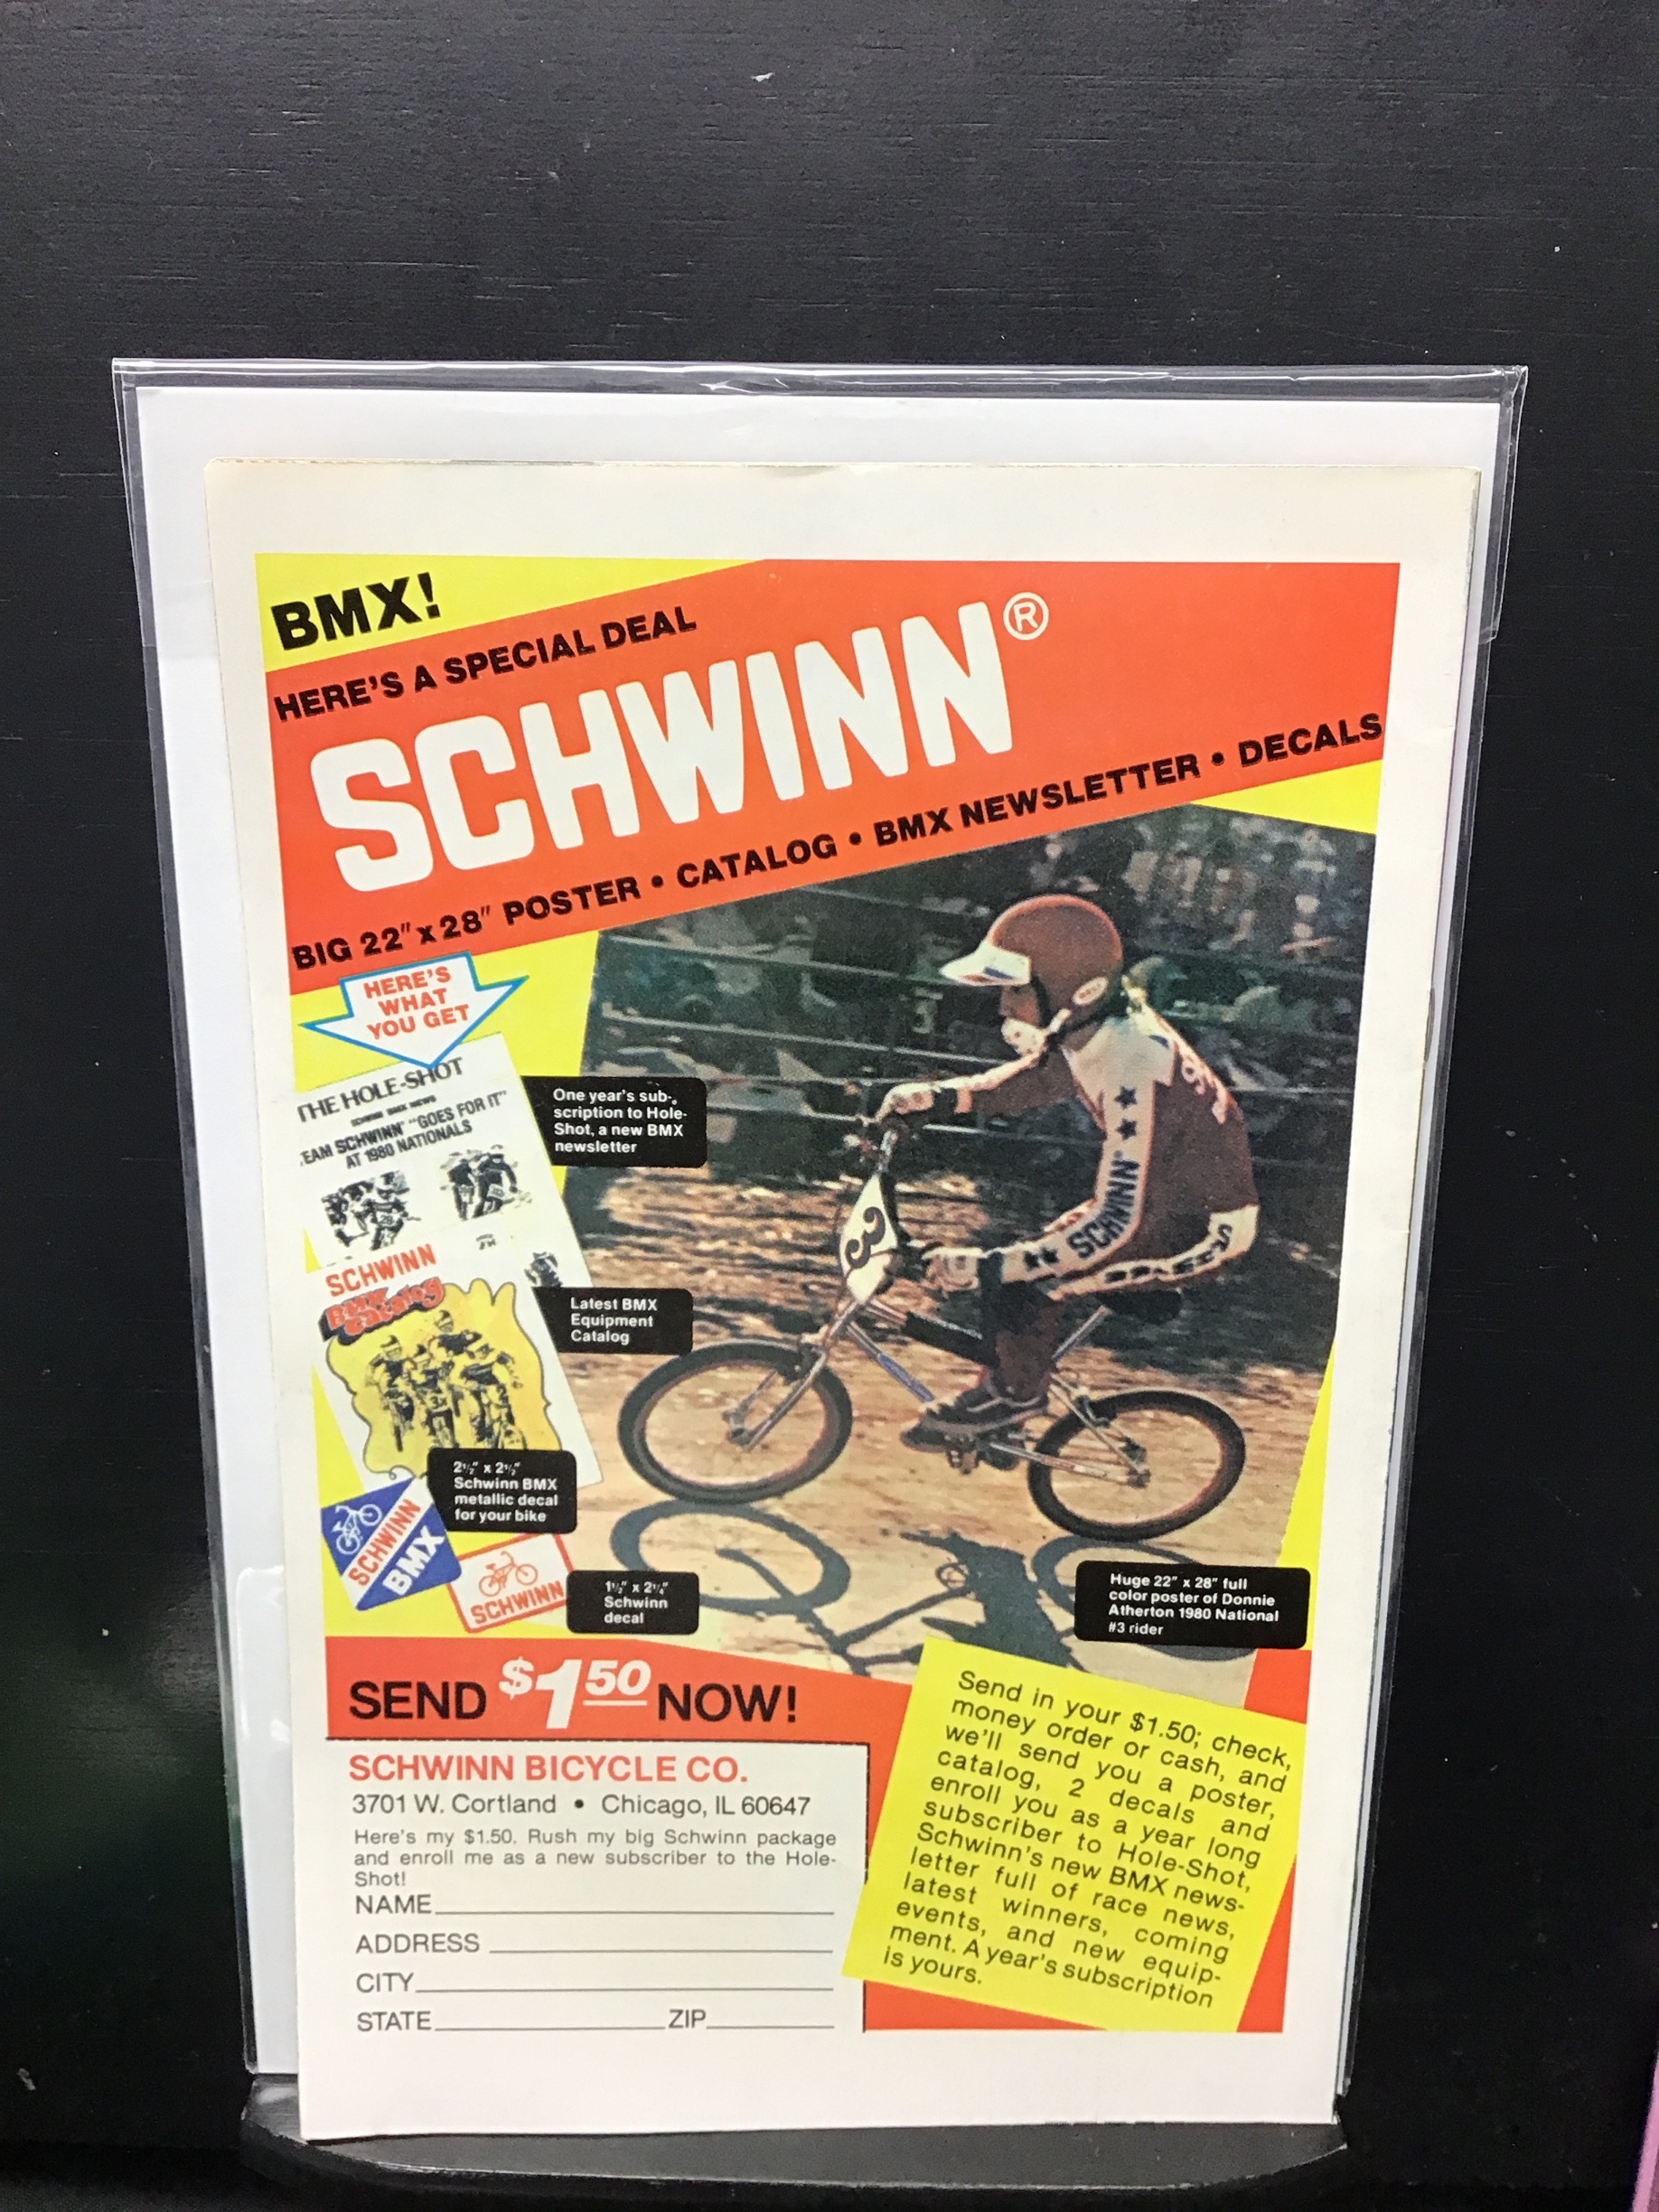 BMX!
HERE'S A SPECIAL DEAL
SCHWINN®
BIG 22" x 28" POSTER • CATALOG • BMX NEWSLETTER • DECALS
HERE'S
WHAT
YOU GET
THE HOLE-SHOT
SCHWINN BMX NEWS
TEAM SCHWINN "GOES FOR IT"
AT 1980 NATIONALS
One year's sub-
scription to Hole-
Shot, a new BMX
newsletter
SCHWINN
BMX
Catalog
Latest BMX
Equipment
Catalog
2½" x 2½"
Schwinn BMX
metallic decal
for your bike
SCHWINN
BMX
SCHWINN
1½" x 2¼"
Schwinn
decal
3
SCHWINN
Huge 22" x 28" full
color poster of Donnie
Atherton 1980 National
#3 rider
SEND $1.50 NOW!
SCHWINN BICYCLE CO.
3701 W. Cortland • Chicago, IL 60647
Here's my $1.50. Rush my big Schwinn package
and enroll me as a new subscriber to the Hole-
Shot!
NAME
ADDRESS
CITY
STATE ZIP
Send in your $1.50; check,
money order or cash, and
we'll send you a poster,
catalog, 2 decals and
enroll you as a year long
subscriber to Hole-Shot,
Schwinn's new BMX news-
letter full of race news,
latest winners, coming
events, and new equip-
ment. A year's subscription
is yours.